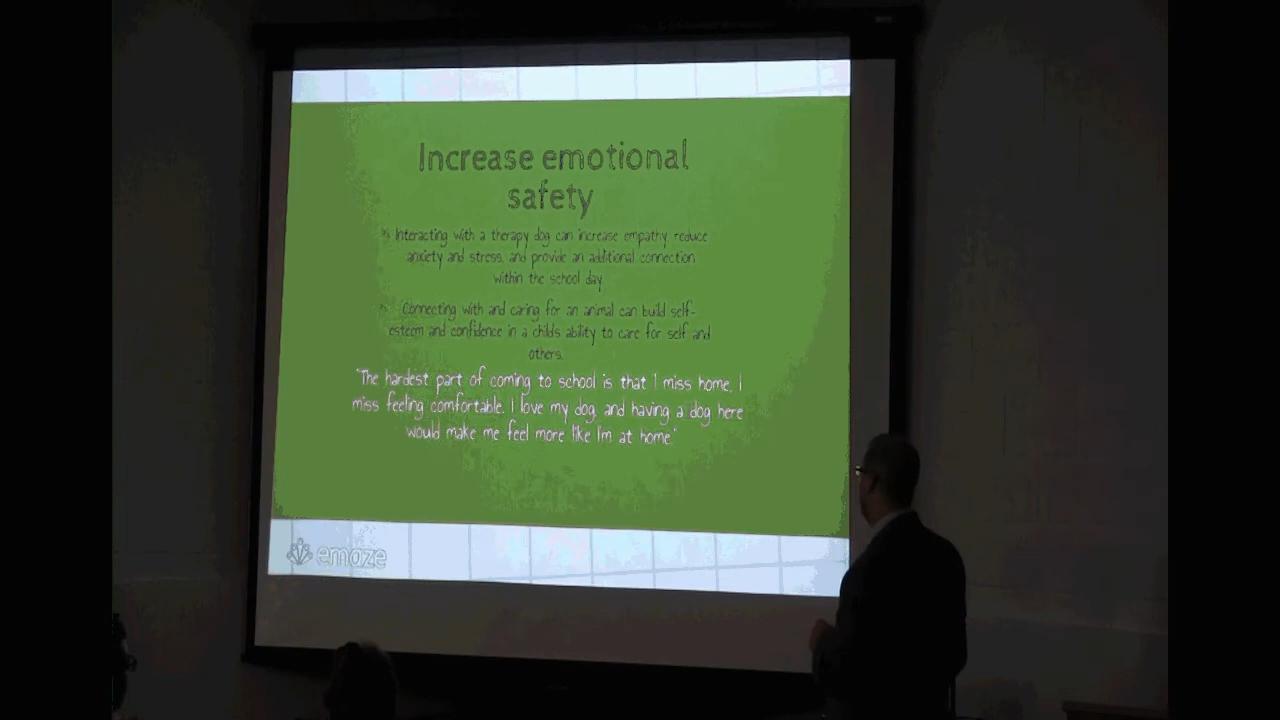 Increase emotional
safety
Interacting with a therapy dog can increase empathy, reduce
anxiety and stress, and provide an additional connection
within the school day.
Connecting with and caring for an animal can build self-
esteem and confidence in a child's ability to care for self and
others.
"The hardest part of coming to school is that I miss home. I
miss feeling comfortable. I love my dog, and having a dog here
would make me feel more like I'm at home."
emaze